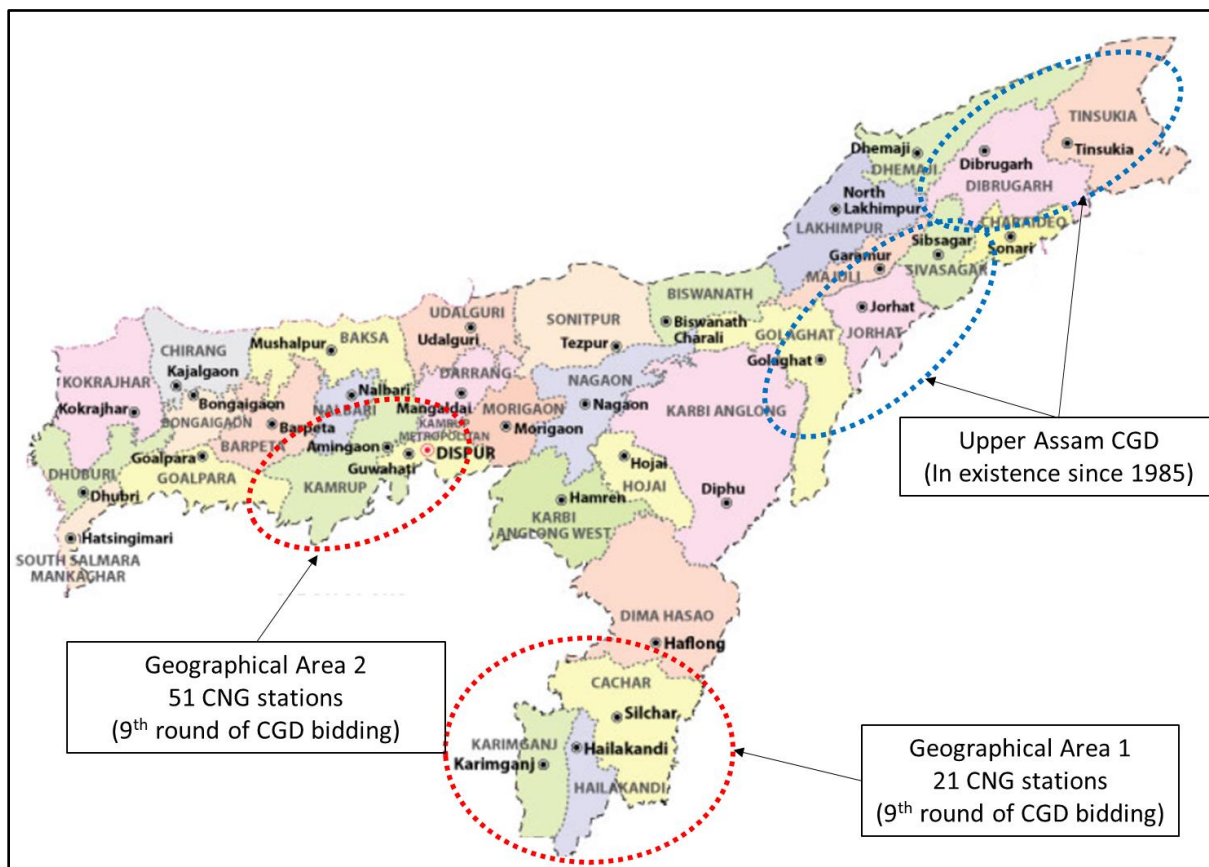 TINSUKIA
Tinsukia
Dhemaji
DHEMAJI
Dibrugarh
DIBRUGARH
North
Lakhimpur
LAKHIMPUR
CHARAIDEO
Sonari
Sibsagar
SIVASAGAR
Garamur
MAJULI
Jorhat
JORHAT
BISWANATH
Biswanath
Charali
GOLAGHAT
Golaghat
UDALGURI
Udalguri
SONITPUR
Tezpur
BAKSA
Mushalpur
CHIRANG
Kajalgaon
KOKRAJHAR
Kokrajhar
Bongaigaon
BONGAIGAON
Nalbari
NALBARI
Barpeta
BARPETA
DARRANG
Mangaldai
MORIGAON
Morigaon
NAGAON
Nagaon
KARBI ANGLONG
Diphu
KAMRUP
METROPOLITAN
DISPUR
Amingaon
Guwahati
KAMRUP
Goalpara
GOALPARA
DHUBURI
Dhubri
Hatsingimari
SOUTH SALMARA
MANKACHAR
Hojai
HOJAI
Hamren
KARBI
ANGLONG WEST
DIMA HASAO
Haflong
CACHAR
Silchar
KARIMGANJ
Karimganj
Hailakandi
HAILAKANDI
Upper Assam CGD
(In existence since 1985)
Geographical Area 2
51 CNG stations
(9th round of CGD bidding)
Geographical Area 1
21 CNG stations
(9th round of CGD bidding)